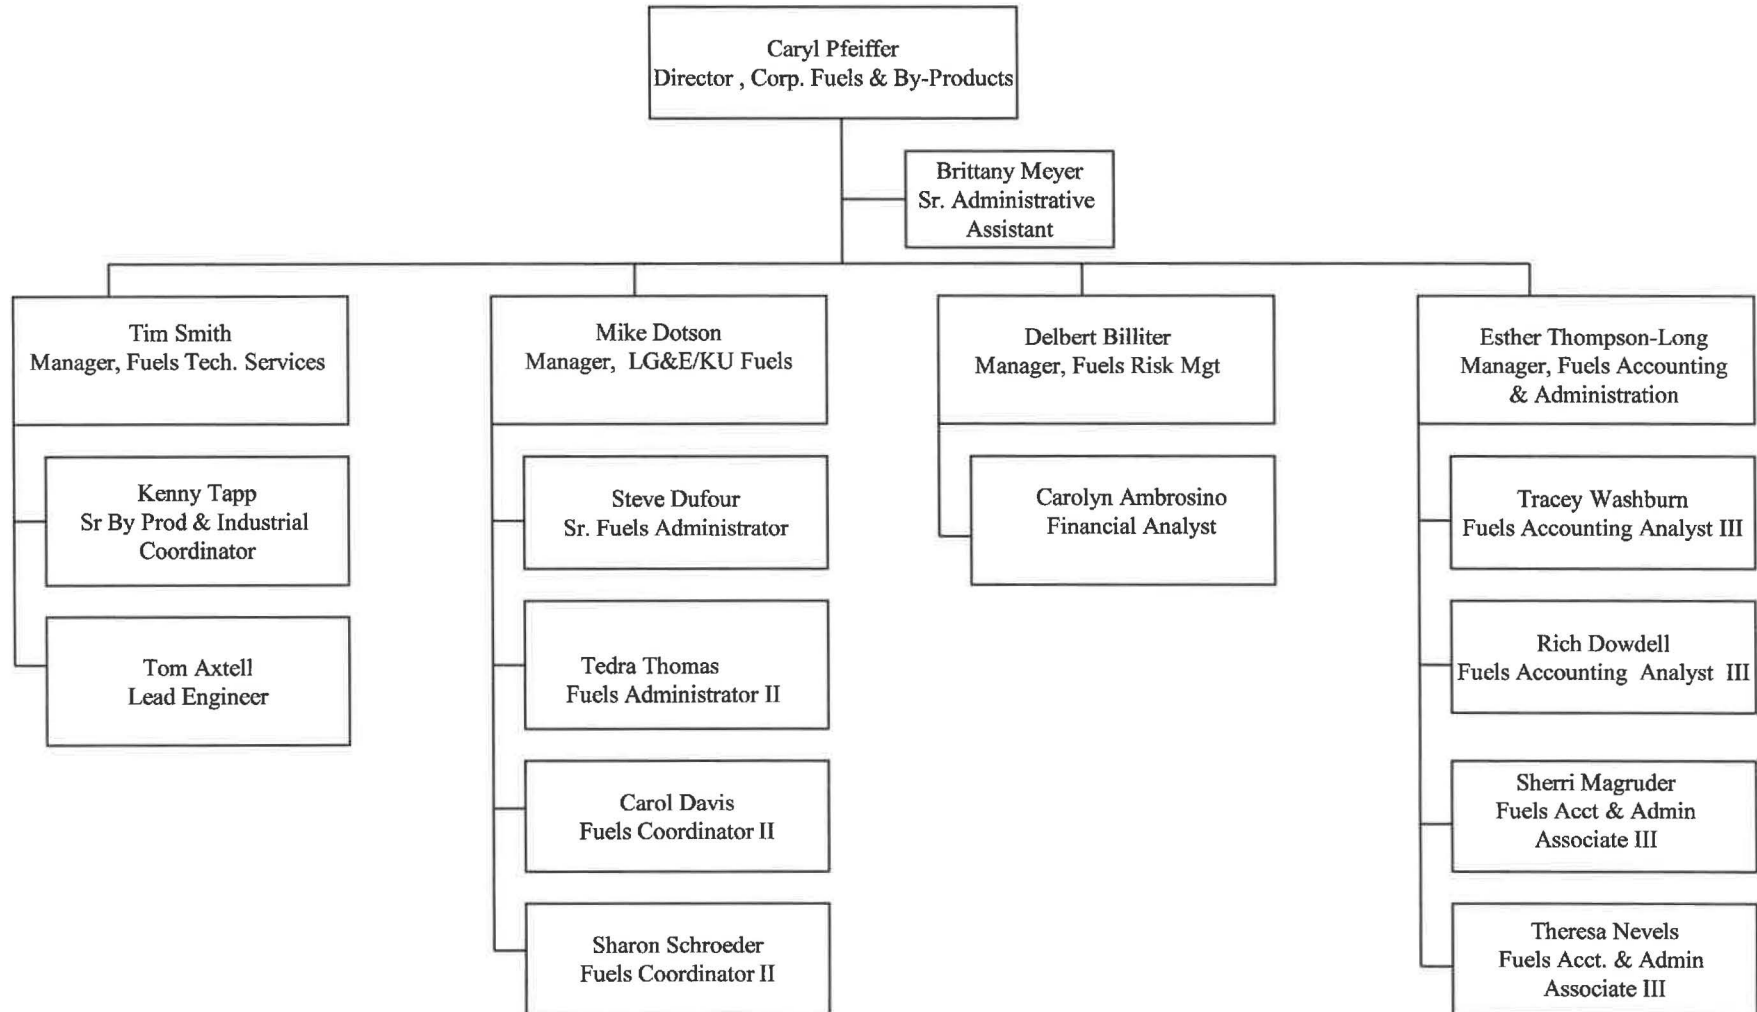 Caryl Pfeiffer
Director , Corp. Fuels & By-Products
Brittany Meyer
Sr. Administrative
Assistant
Tim Smith
Manager, Fuels Tech. Services
Mike Dotson
Manager, LG&E/KU Fuels
Delbert Billiter
Manager, Fuels Risk Mgt
Esther Thompson-Long
Manager, Fuels Accounting
& Administration
Kenny Tapp
Sr By Prod & Industrial
Coordinator
Tom Axtell
Lead Engineer
Steve Dufour
Sr. Fuels Administrator
Tedra Thomas
Fuels Administrator II
Carol Davis
Fuels Coordinator II
Sharon Schroeder
Fuels Coordinator II
Carolyn Ambrosino
Financial Analyst
Tracey Washburn
Fuels Accounting Analyst III
Rich Dowdell
Fuels Accounting Analyst III
Sherri Magruder
Fuels Acct & Admin
Associate III
Theresa Nevels
Fuels Acct. & Admin
Associate III